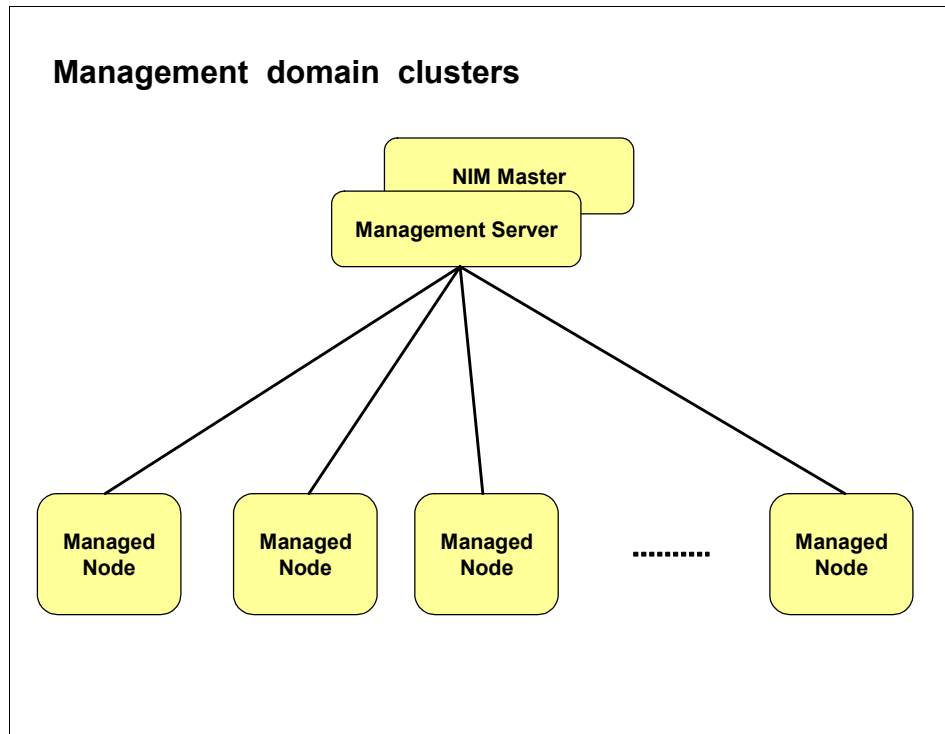 Management domain clusters
NIM Master
Management Server
Managed
Node
Managed
Node
Managed
Node
Managed
Node